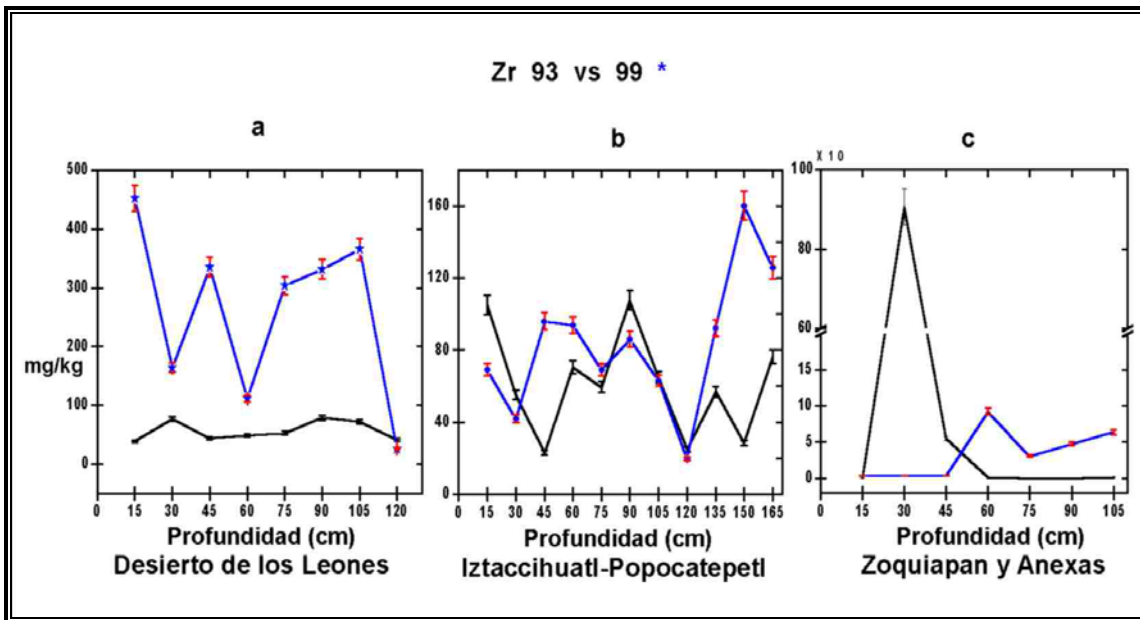 Zr 93 vs 99 *
a
b
c
500
400
300
200
100
0
mg/kg
0 15 30 45 60 75 90 105 120
Profundidad (cm)
Desierto de los Leones
160
120
80
40
0
0 15 30 45 60 75 90 105 120 135 150 165
Profundidad (cm)
Iztaccihuatl-Popocatepetl
X 10
100
80
60
20
15
10
5
0
0 15 30 45 60 75 90 105
Profundidad (cm)
Zoquiapan y Anexas